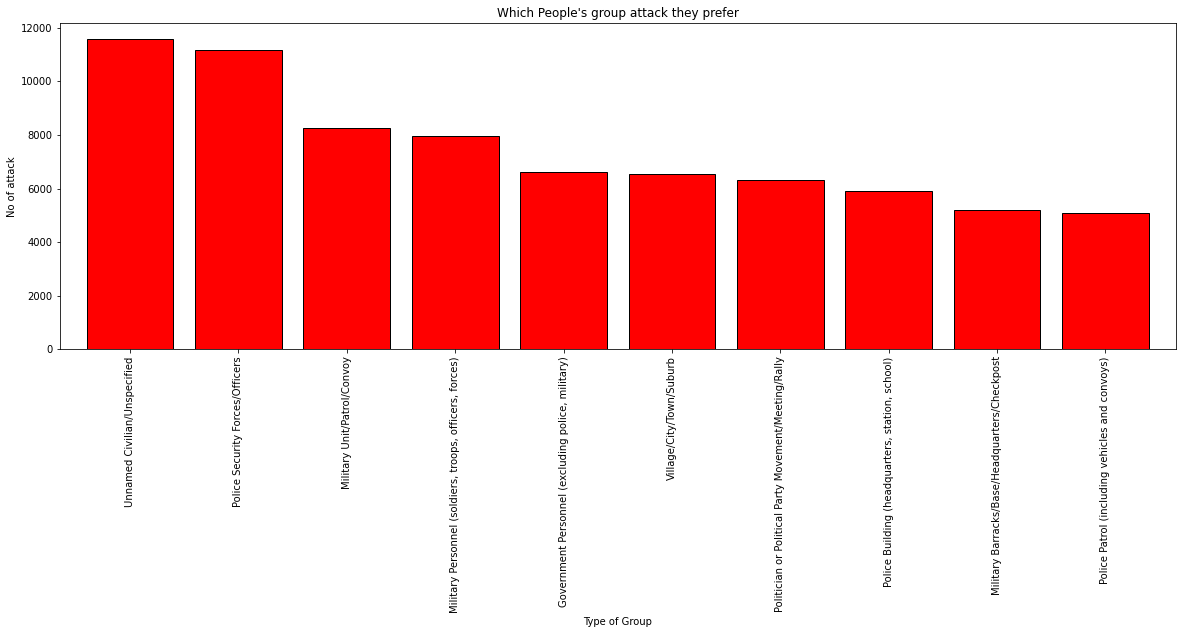 Which People's group attack they prefer
12000
10000
8000
6000
4000
2000
0
No of attack
Unnamed Civilian/Unspecified
Police Security Forces/Officers
Military Unit/Patrol/Convoy
Military Personnel (soldiers, troops, officers, forces)
Government Personnel (excluding police, military)
Village/City/Town/Suburb
Politician or Political Party Movement/Meeting/Rally
Police Building (headquarters, station, school)
Military Barracks/Base/Headquarters/Checkpost
Police Patrol (including vehicles and convoys)
Type of Group